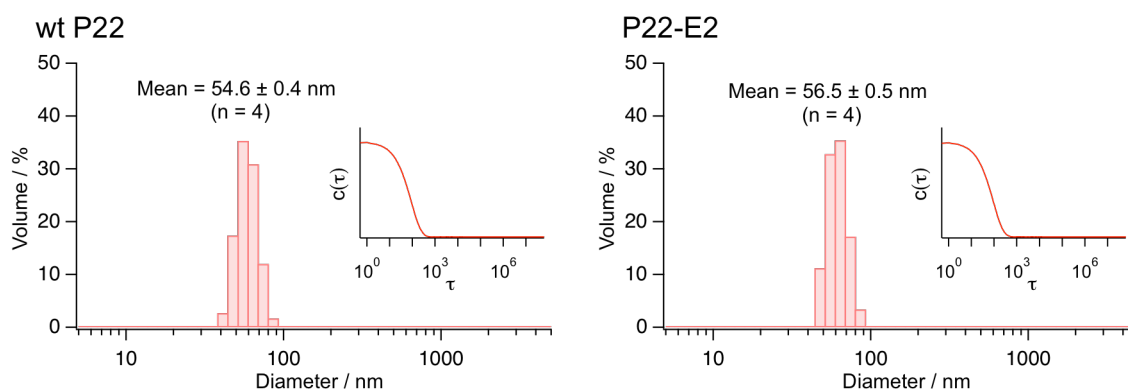 wt P22
50
40
30
20
10
0
Volume / %
Mean = 54.6 ± 0.4 nm
(n = 4)
c(τ)
10⁰
10³
10⁶
τ
10
100
1000
Diameter / nm
P22-E2
50
40
30
20
10
0
Volume / %
Mean = 56.5 ± 0.5 nm
(n = 4)
c(τ)
10⁰
10³
10⁶
τ
10
100
1000
Diameter / nm